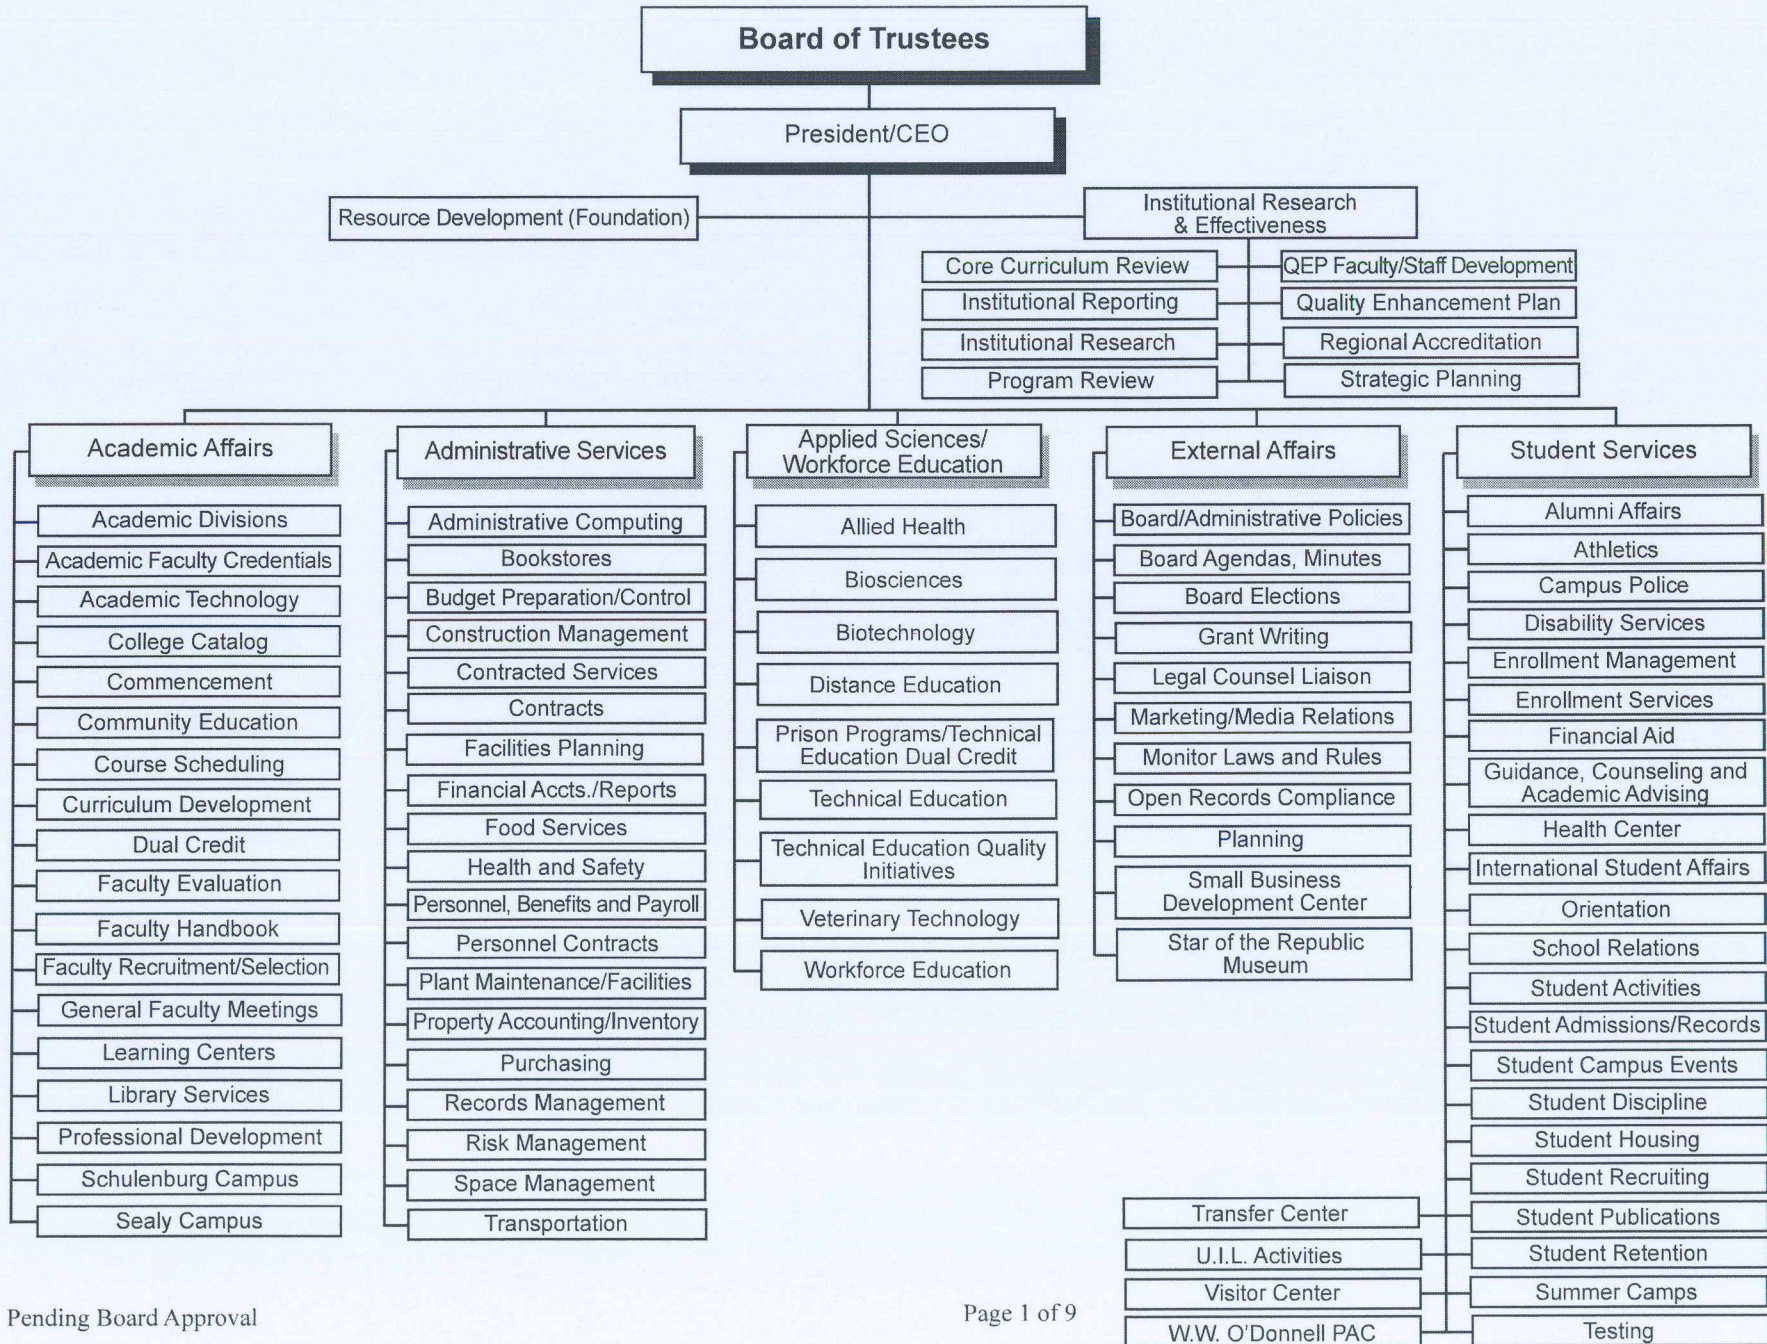 Board of Trustees
President/CEO
Resource Development (Foundation)
Institutional Research
& Effectiveness
Core Curriculum Review
QEP Faculty/Staff Development
Institutional Reporting
Quality Enhancement Plan
Institutional Research
Regional Accreditation
Program Review
Strategic Planning
Academic Affairs
Academic Divisions
Academic Faculty Credentials
Academic Technology
College Catalog
Commencement
Community Education
Course Scheduling
Curriculum Development
Dual Credit
Faculty Evaluation
Faculty Handbook
Faculty Recruitment/Selection
General Faculty Meetings
Learning Centers
Library Services
Professional Development
Schulenburg Campus
Sealy Campus
Administrative Services
Administrative Computing
Bookstores
Budget Preparation/Control
Construction Management
Contracted Services
Contracts
Facilities Planning
Financial Accts./Reports
Food Services
Health and Safety
Personnel, Benefits and Payroll
Personnel Contracts
Plant Maintenance/Facilities
Property Accounting/Inventory
Purchasing
Records Management
Risk Management
Space Management
Transportation
Applied Sciences/
Workforce Education
Allied Health
Biosciences
Biotechnology
Distance Education
Prison Programs/Technical
Education Dual Credit
Technical Education
Technical Education Quality
Initiatives
Veterinary Technology
Workforce Education
External Affairs
Board/Administrative Policies
Board Agendas, Minutes
Board Elections
Grant Writing
Legal Counsel Liaison
Marketing/Media Relations
Monitor Laws and Rules
Open Records Compliance
Planning
Small Business
Development Center
Star of the Republic
Museum
Student Services
Alumni Affairs
Athletics
Campus Police
Disability Services
Enrollment Management
Enrollment Services
Financial Aid
Guidance, Counseling and
Academic Advising
Health Center
International Student Affairs
Orientation
School Relations
Student Activities
Student Admissions/Records
Student Campus Events
Student Discipline
Student Housing
Student Recruiting
Student Publications
Student Retention
Summer Camps
Testing
Transfer Center
U.I.L. Activities
Visitor Center
W.W. O'Donnell PAC
Pending Board Approval
Page 1 of 9